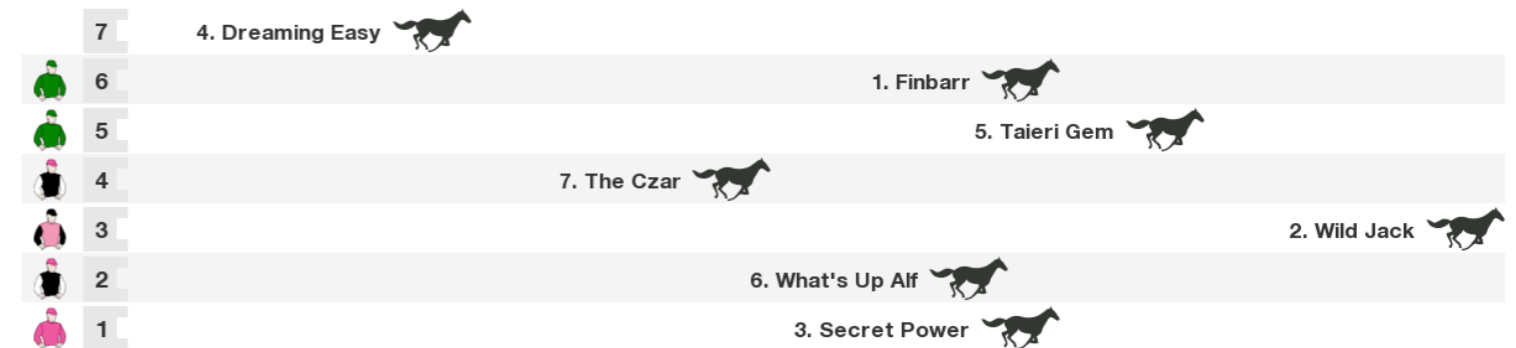 7 4. Dreaming Easy
6 1. Finbarr
5 5. Taieri Gem
4 7. The Czar
3 2. Wild Jack
2 6. What's Up Alf
1 3. Secret Power